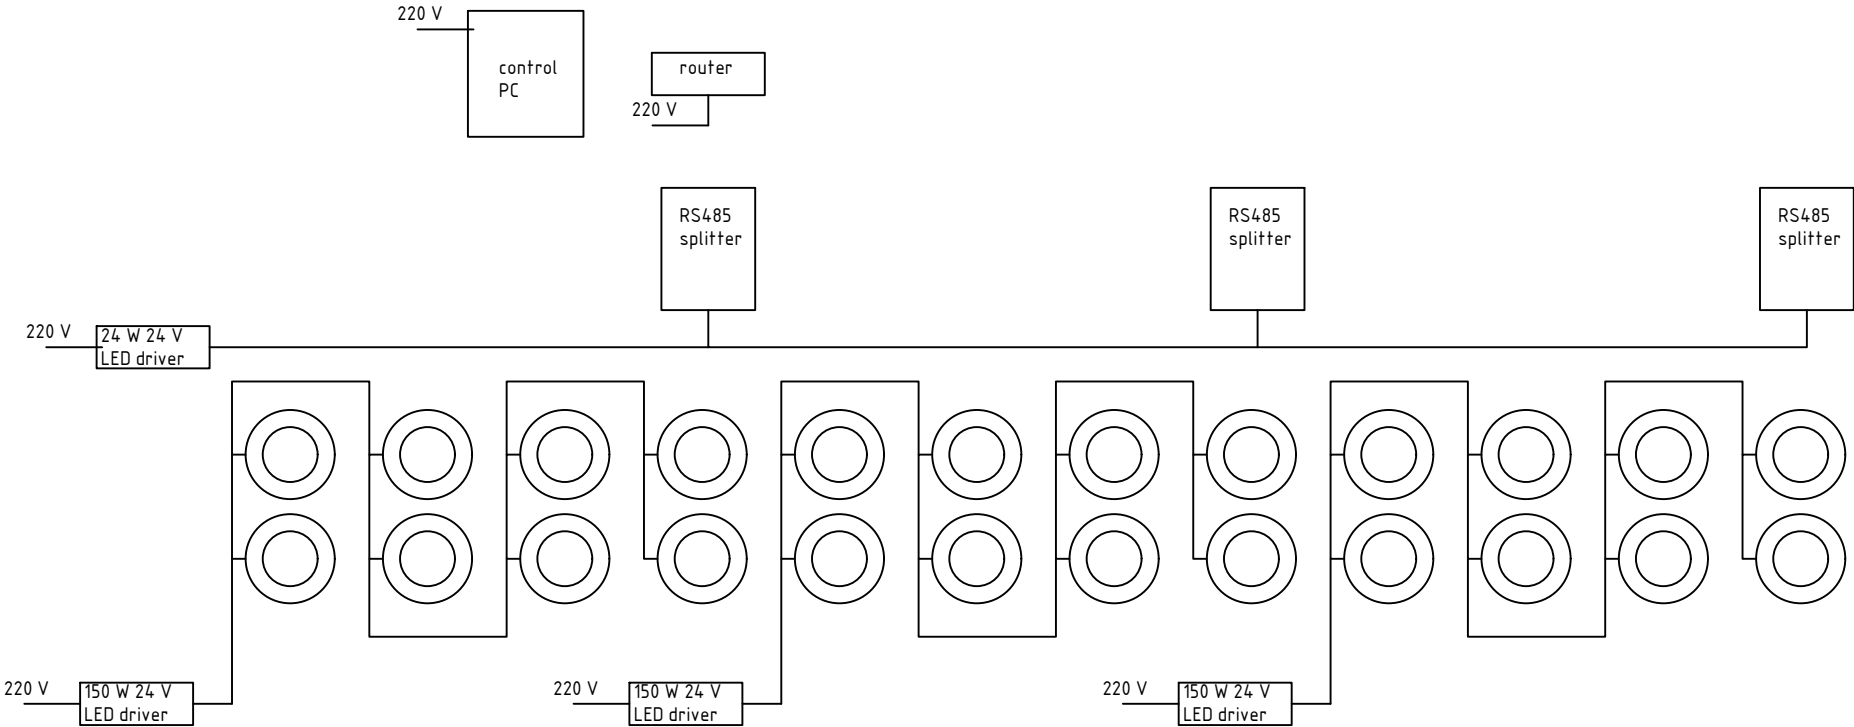 220 V
control
PC
router
220 V
RS485
splitter
RS485
splitter
RS485
splitter
220 V
24 W 24 V
LED driver
220 V
150 W 24 V
LED driver
220 V
150 W 24 V
LED driver
220 V
150 W 24 V
LED driver